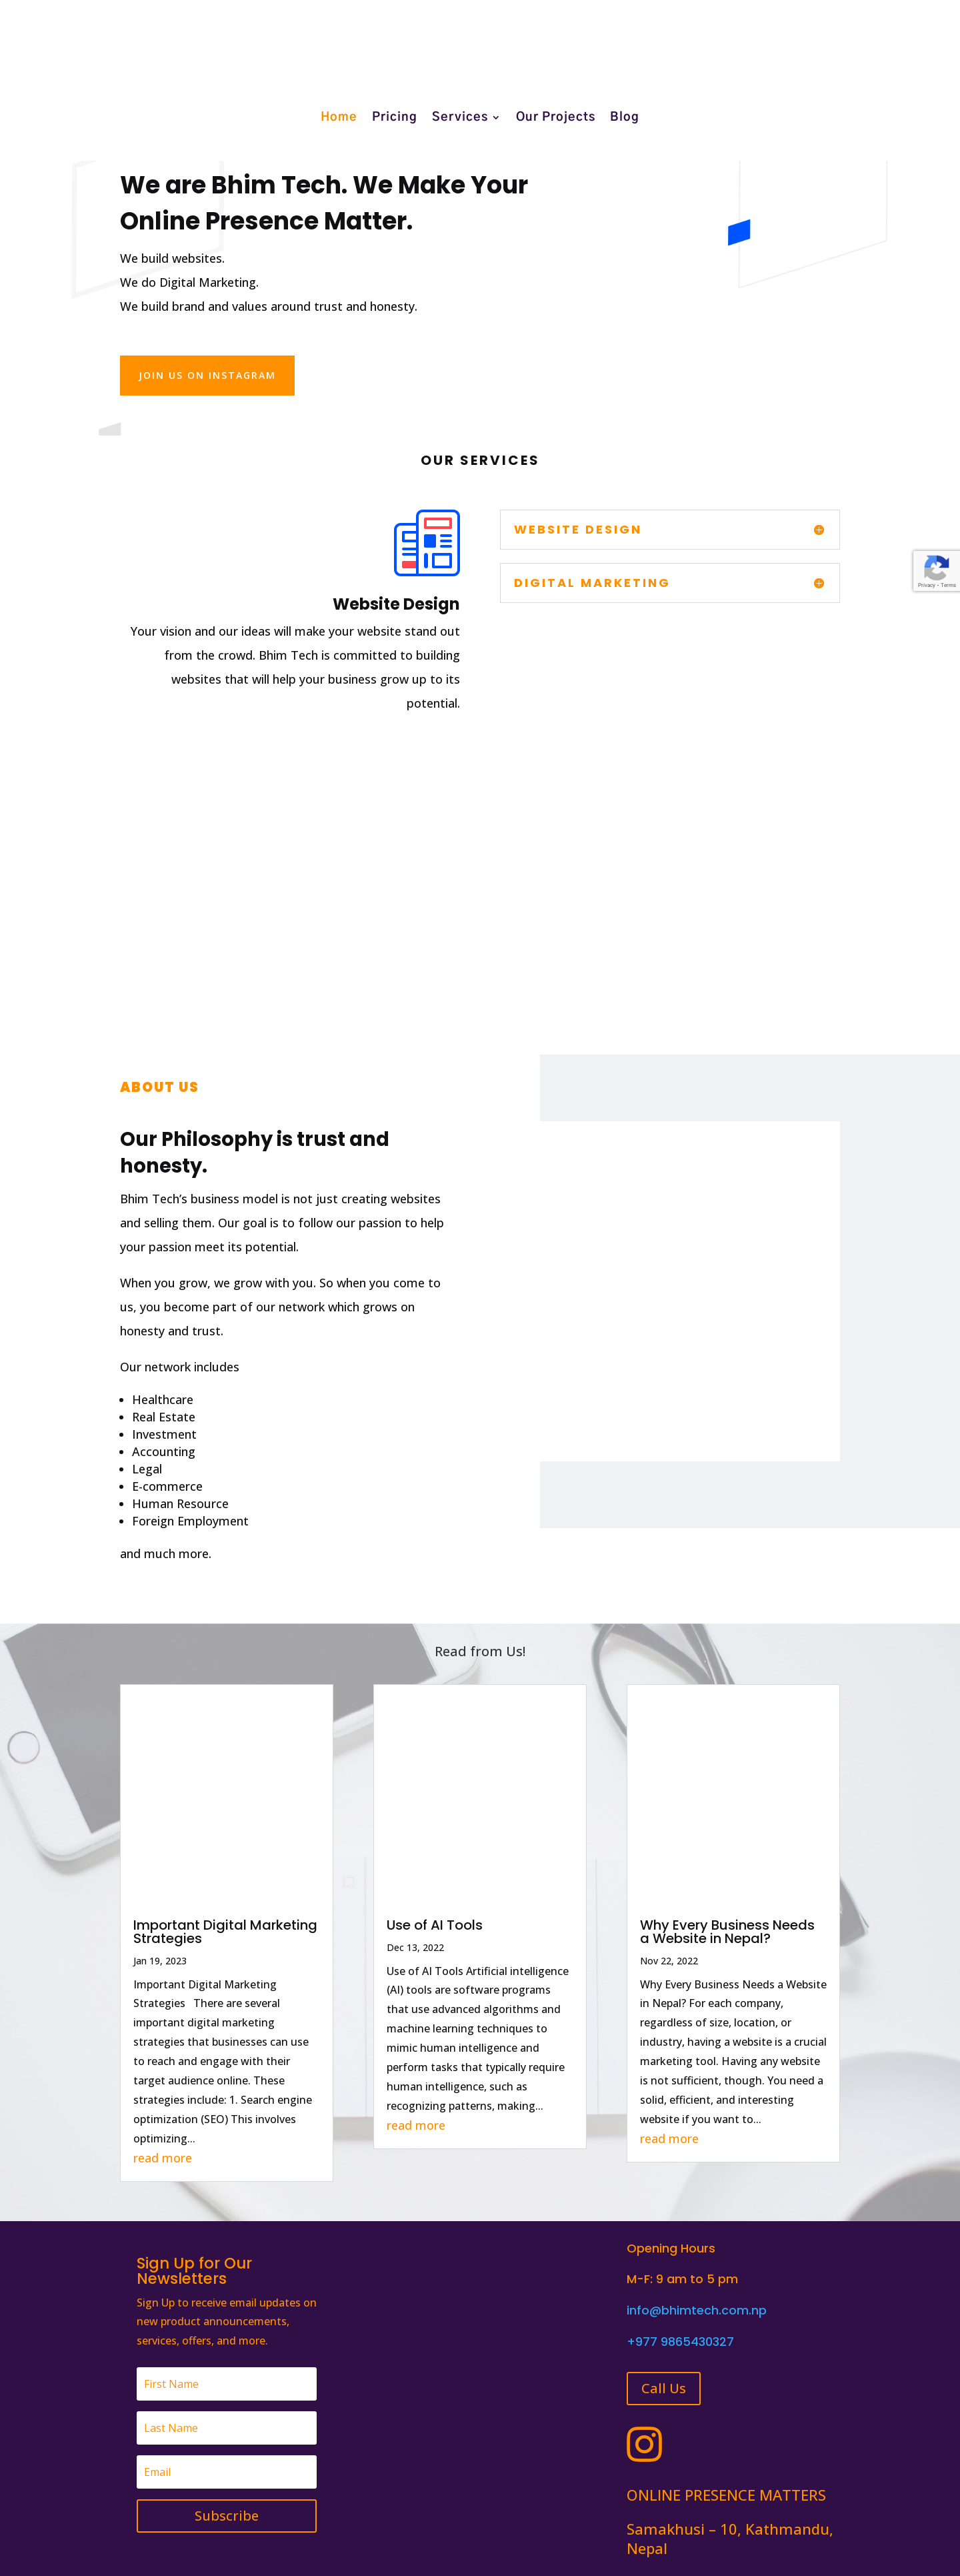 Home Pricing Services Our Projects Blog
We are Bhim Tech. We Make Your
Online Presence Matter.
We build websites.
We do Digital Marketing.
We build brand and values around trust and honesty.
JOIN US ON INSTAGRAM
OUR SERVICES
Website Design
Your vision and our ideas will make your website stand out
from the crowd. Bhim Tech is committed to building
websites that will help your business grow up to its
potential.
WEBSITE DESIGN
DIGITAL MARKETING
Privacy - Terms
ABOUT US
Our Philosophy is trust and
honesty.
Bhim Tech’s business model is not just creating websites
and selling them. Our goal is to follow our passion to help
your passion meet its potential.
When you grow, we grow with you. So when you come to
us, you become part of our network which grows on
honesty and trust.
Our network includes
• Healthcare
• Real Estate
• Investment
• Accounting
• Legal
• E-commerce
• Human Resource
• Foreign Employment
and much more.
Read from Us!
Important Digital Marketing
Strategies
Jan 19, 2023
Important Digital Marketing
Strategies   There are several
important digital marketing
strategies that businesses can use
to reach and engage with their
target audience online. These
strategies include: 1. Search engine
optimization (SEO) This involves
optimizing...
read more
Use of AI Tools
Dec 13, 2022
Use of AI Tools Artificial intelligence
(AI) tools are software programs
that use advanced algorithms and
machine learning techniques to
mimic human intelligence and
perform tasks that typically require
human intelligence, such as
recognizing patterns, making...
read more
Why Every Business Needs
a Website in Nepal?
Nov 22, 2022
Why Every Business Needs a Website
in Nepal? For each company,
regardless of size, location, or
industry, having a website is a crucial
marketing tool. Having any website
is not sufficient, though. You need a
solid, efficient, and interesting
website if you want to...
read more
Sign Up for Our
Newsletters
Sign Up to receive email updates on
new product announcements,
services, offers, and more.
First Name
Last Name
Email
Subscribe
Opening Hours
M-F: 9 am to 5 pm
info@bhimtech.com.np
+977 9865430327
Call Us
ONLINE PRESENCE MATTERS
Samakhusi – 10, Kathmandu,
Nepal